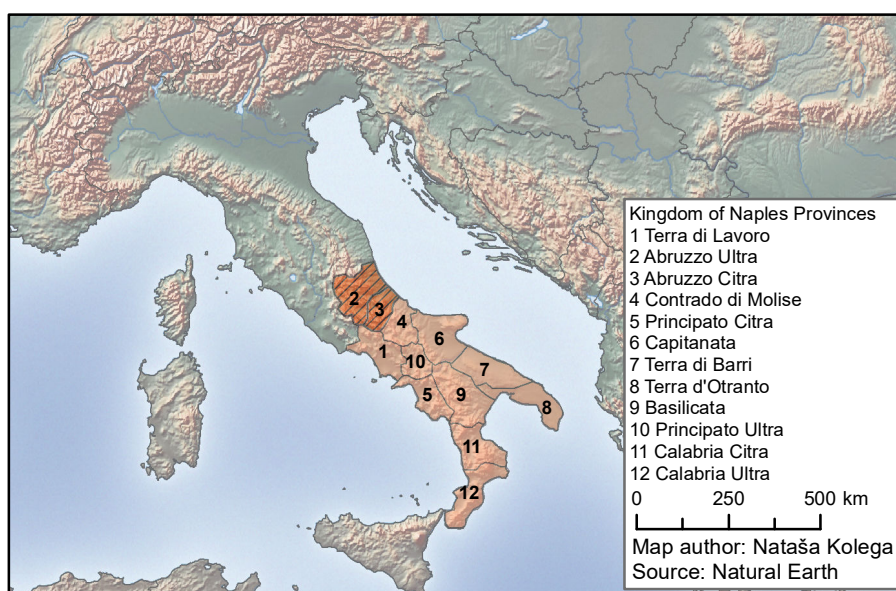 2
3
4
6
1
10
7
5
9
8
11
12
Kingdom of Naples Provinces
1 Terra di Lavoro
2 Abruzzo Ultra
3 Abruzzo Citra
4 Contrado di Molise
5 Principato Citra
6 Capitanata
7 Terra di Barri
8 Terra d'Otranto
9 Basilicata
10 Principato Ultra
11 Calabria Citra
12 Calabria Ultra
0 250 500 km
Map author: Nataša Kolega
Source: Natural Earth